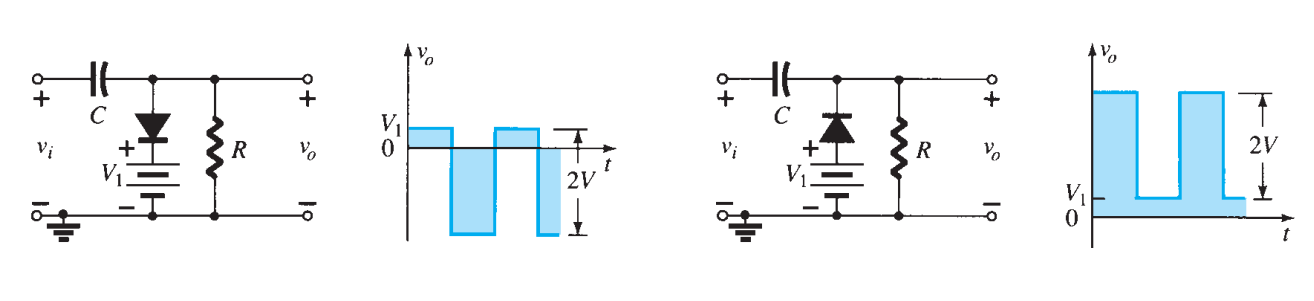 +
C
v_i
−
+
V_1
−
R
+
v_o
−
v_o
V_1
0
t
2V
+
C
v_i
−
+
V_1
−
R
+
v_o
−
v_o
V_1
0
t
2V